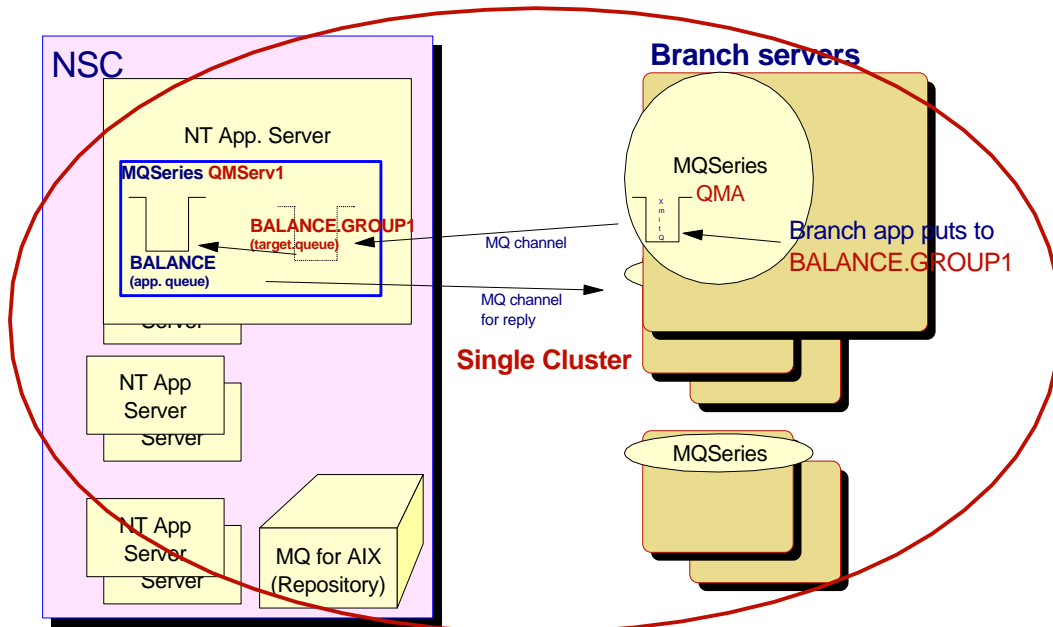 NSC
NT App. Server
MQSeries QMServ1
BALANCE.GROUP1
(target.queue)
BALANCE
(app. queue)
Server
NT App
Server
Server
NT App
Server
Server
MQ for AIX
(Repository)
MQ channel
MQ channel
for reply
Single Cluster
Branch servers
MQSeries
QMA
X
m
i
t
Q
Branch app puts to
BALANCE.GROUP1
MQSeries